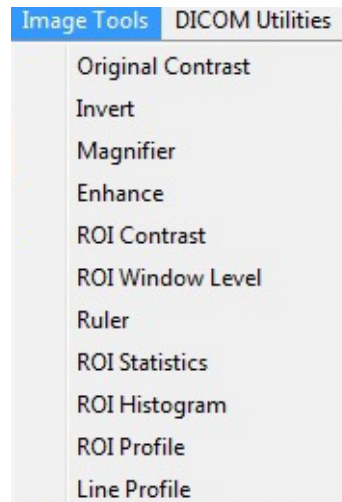 Image Tools DICOM Utilities
Original Contrast
Invert
Magnifier
Enhance
ROI Contrast
ROI Window Level
Ruler
ROI Statistics
ROI Histogram
ROI Profile
Line Profile